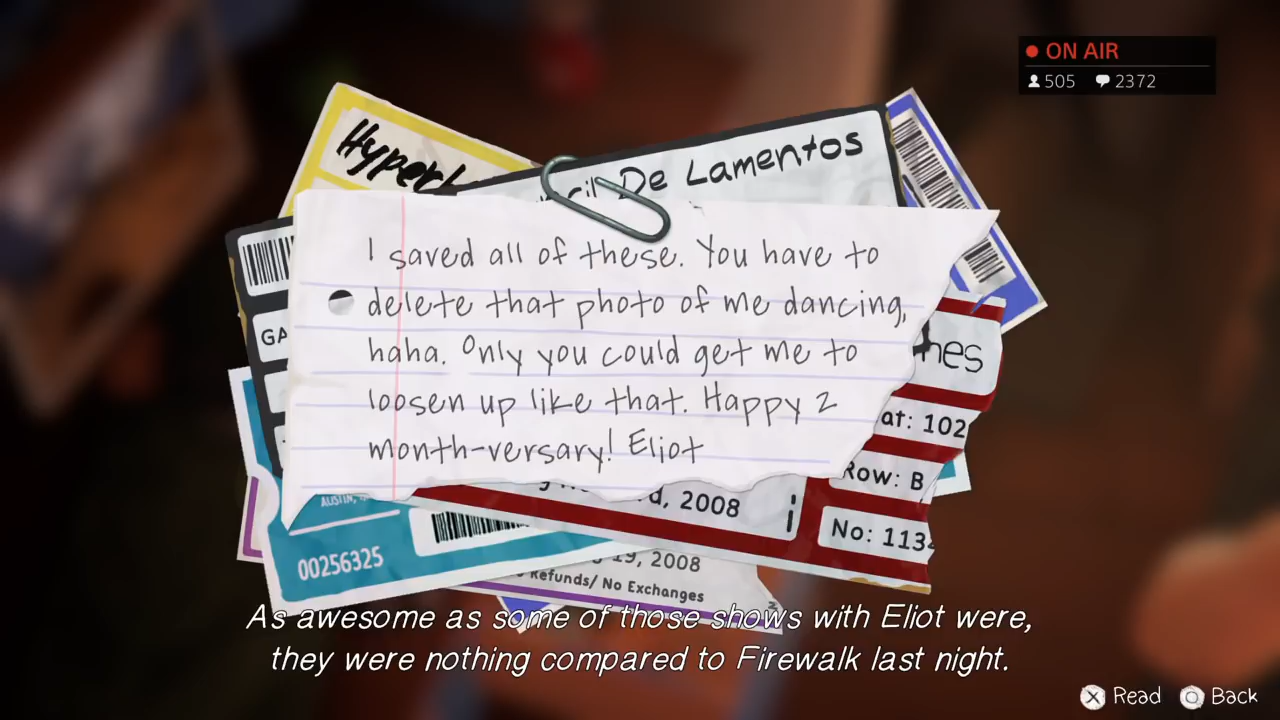 ON AIR
505 2372
De Lamentos
I saved all of these. You have to
delete that photo of me dancing,
haha. Only you could get me to
loosen up like that. Happy 2
month-versary! Eliot
at: 102
Row: B
d, 2008
No: 1134
00256325
19, 2008
Refunds/ No Exchanges
As awesome as some of those shows with Eliot were,
they were nothing compared to Firewalk last night.
Read Back